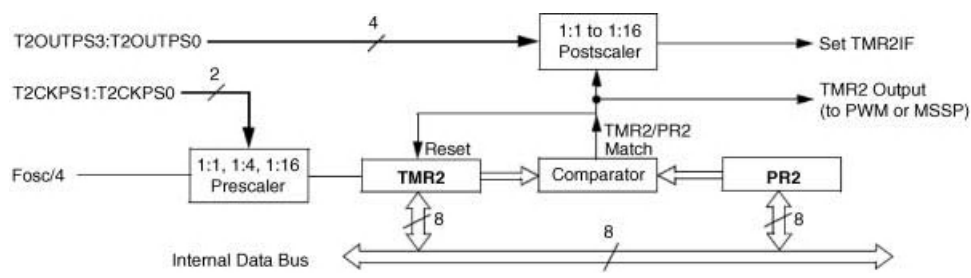 T2OUTPS3:T2OUTPS0
4
1:1 to 1:16
Postscaler
Set TMR2IF
T2CKPS1:T2CKPS0
2
TMR2 Output
(to PWM or MSSP)
TMR2/PR2
Match
Reset
Fosc/4
1:1, 1:4, 1:16
Prescaler
TMR2
Comparator
PR2
8
8
8
Internal Data Bus